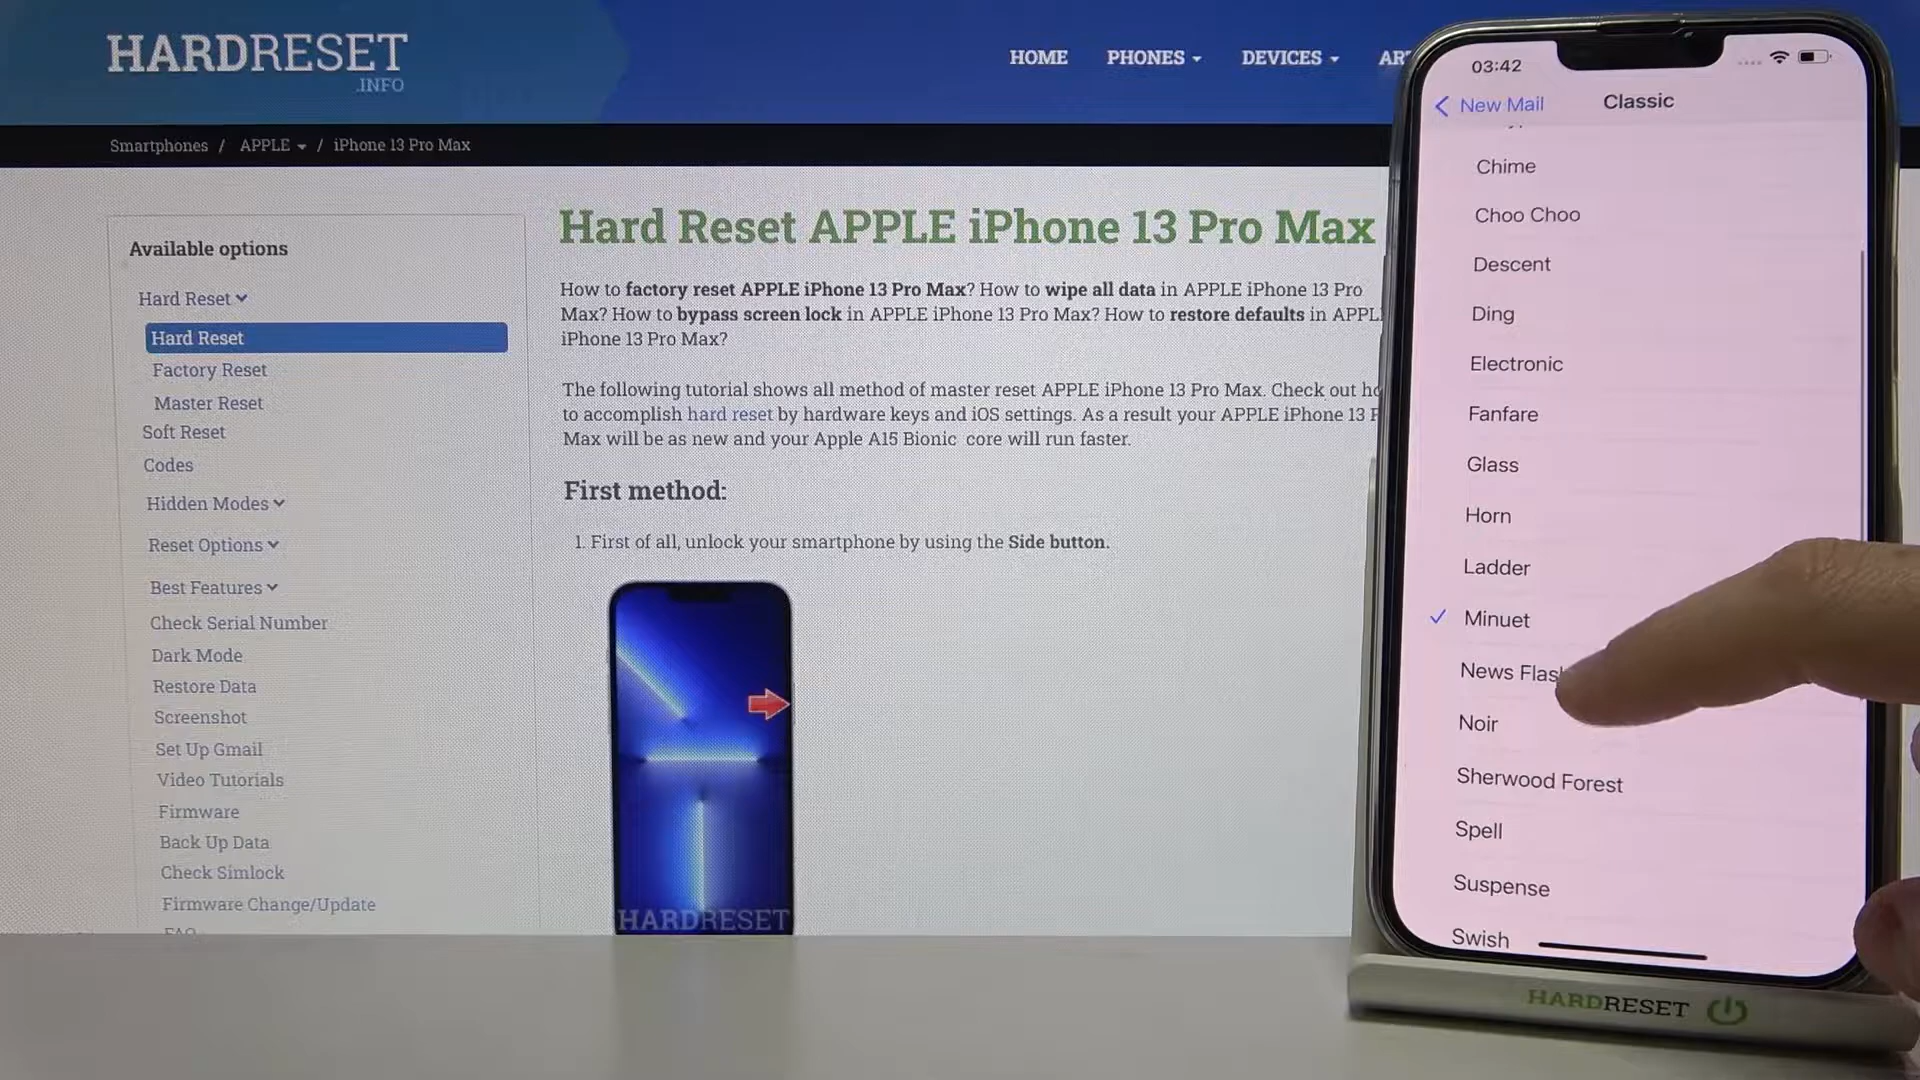 HARDRESET
.INFO
HOME
PHONES
DEVICES
Smartphones / APPLE / iPhone 13 Pro Max
Available options
Hard Reset
Hard Reset
Factory Reset
Master Reset
Soft Reset
Codes
Hidden Modes
Reset Options
Best Features
Check Serial Number
Dark Mode
Restore Data
Screenshot
Set Up Gmail
Video Tutorials
Firmware
Back Up Data
Check Simlock
Firmware Change/Update
FAQ
Hard Reset APPLE iPhone 13 Pro Max
How to factory reset APPLE iPhone 13 Pro Max? How to wipe all data in APPLE iPhone 13 Pro
Max? How to bypass screen lock in APPLE iPhone 13 Pro Max? How to restore defaults in APPL
iPhone 13 Pro Max?
The following tutorial shows all method of master reset APPLE iPhone 13 Pro Max. Check out ho
to accomplish hard reset by hardware keys and iOS settings. As a result your APPLE iPhone 13 P
Max will be as new and your Apple A15 Bionic core will run faster.
First method:
1. First of all, unlock your smartphone by using the Side button.
HARDRESET
03:42
New Mail
Classic
Chime
Choo Choo
Descent
Ding
Electronic
Fanfare
Glass
Horn
Ladder
Minuet
News Flas
Noir
Sherwood Forest
Spell
Suspense
Swish
HARDRESET